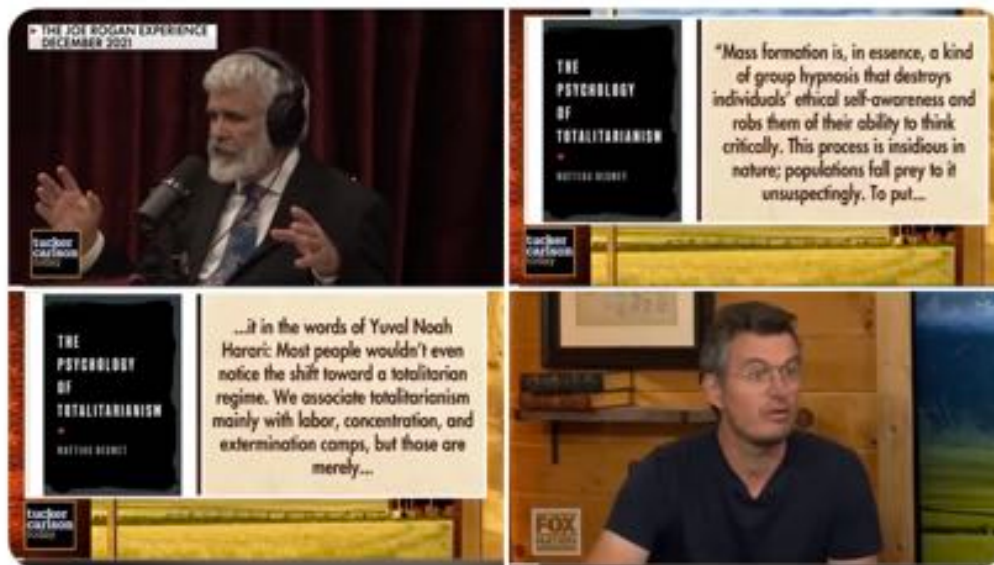 THE JOE ROGAN EXPERIENCE
DECEMBER 2021
tucker
carlson
today
THE
PSYCHOLOGY
OF
TOTALITARIANISM
MATTIAS DESMET
“Mass formation is, in essence, a kind
of group hypnosis that destroys
individuals’ ethical self-awareness and
robs them of their ability to think
critically. This process is insidious in
nature; populations fall prey to it
unsuspectingly. To put...
tucker
carlson
today
THE
PSYCHOLOGY
OF
TOTALITARIANISM
MATTIAS DESMET
...it in the words of Yuval Noah
Harari: Most people wouldn’t even
notice the shift toward a totalitarian
regime. We associate totalitarianism
mainly with labor, concentration, and
extermination camps, but those are
merely...
tucker
carlson
today
FOX
NATION